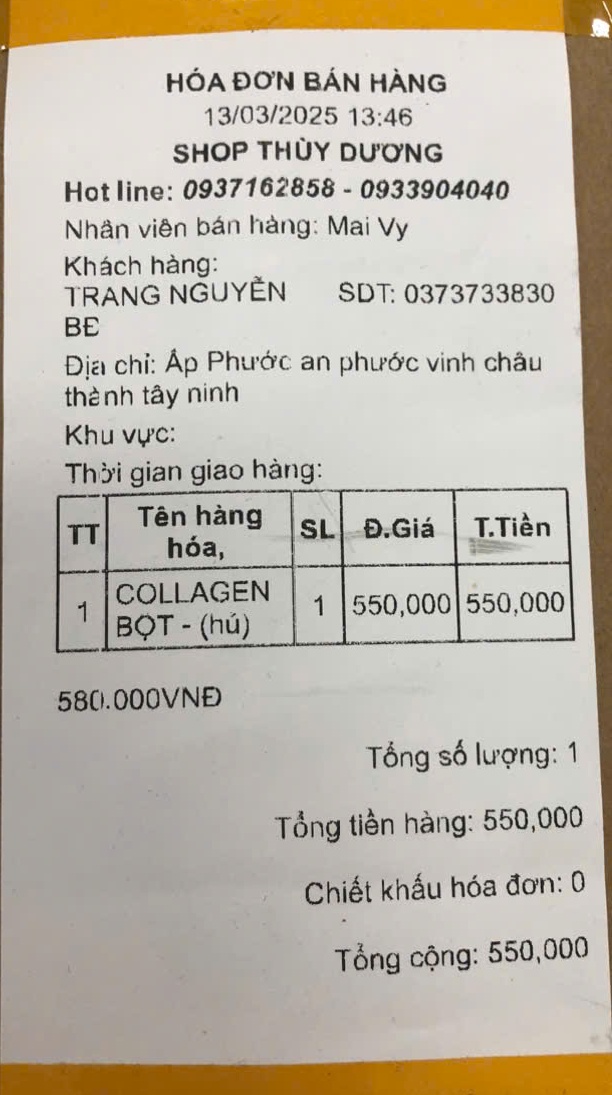 HÓA ĐƠN BÁN HÀNG
13/03/2025 13:46
SHOP THÙY DƯƠNG
Hot line: 0937162858 - 0933904040
Nhân viên bán hàng: Mai Vy
Khách hàng:
TRANG NGUYỄN SDT: 0373733830
BE
Địa chỉ: Ấp Phước an phước vinh châu
thành tây ninh
Khu vực:
Thời gian giao hàng:
TT Tên hàng hóa, SL Đ.Giá T.Tiền
1 COLLAGEN BỘT - (hủ) 1 550,000 550,000
580.000VNĐ
Tổng số lượng: 1
Tổng tiền hàng: 550,000
Chiết khấu hóa đơn: 0
Tổng cộng: 550,000